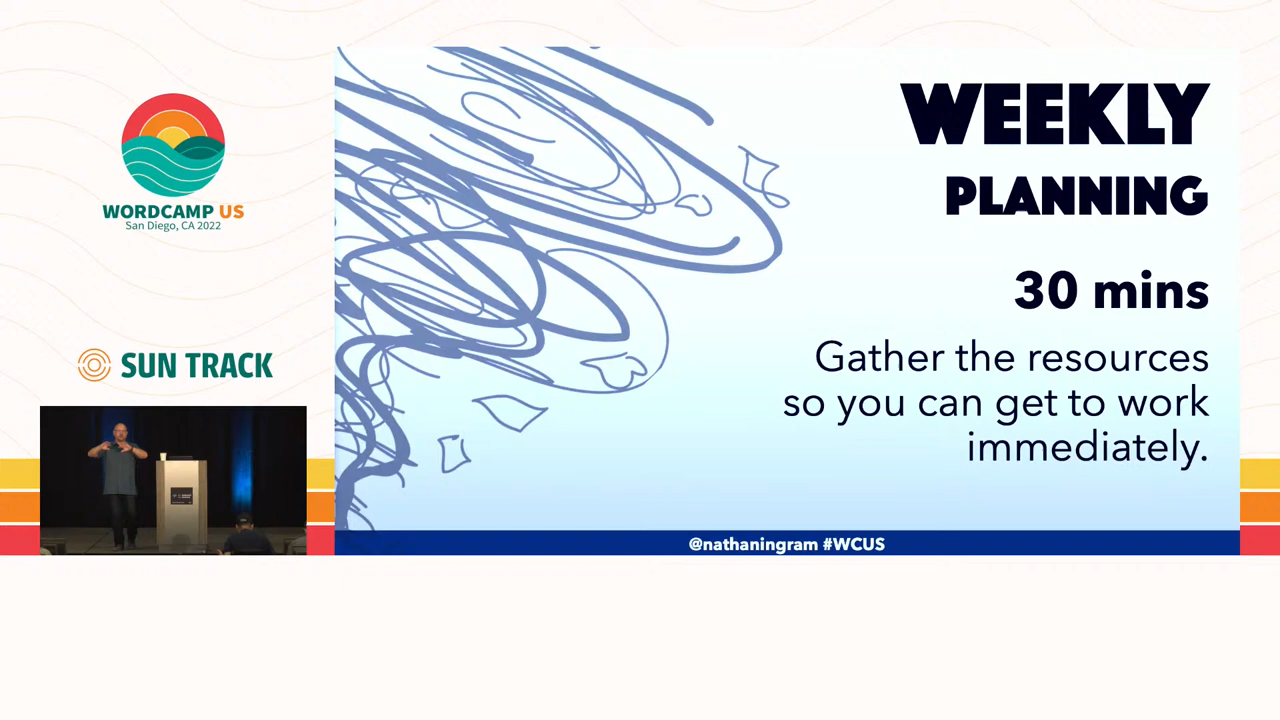 WORDCAMP US
San Diego, CA 2022
SUN TRACK
WEEKLY
PLANNING
30 mins
Gather the resources
so you can get to work
immediately.
@nathaningram #WCUS